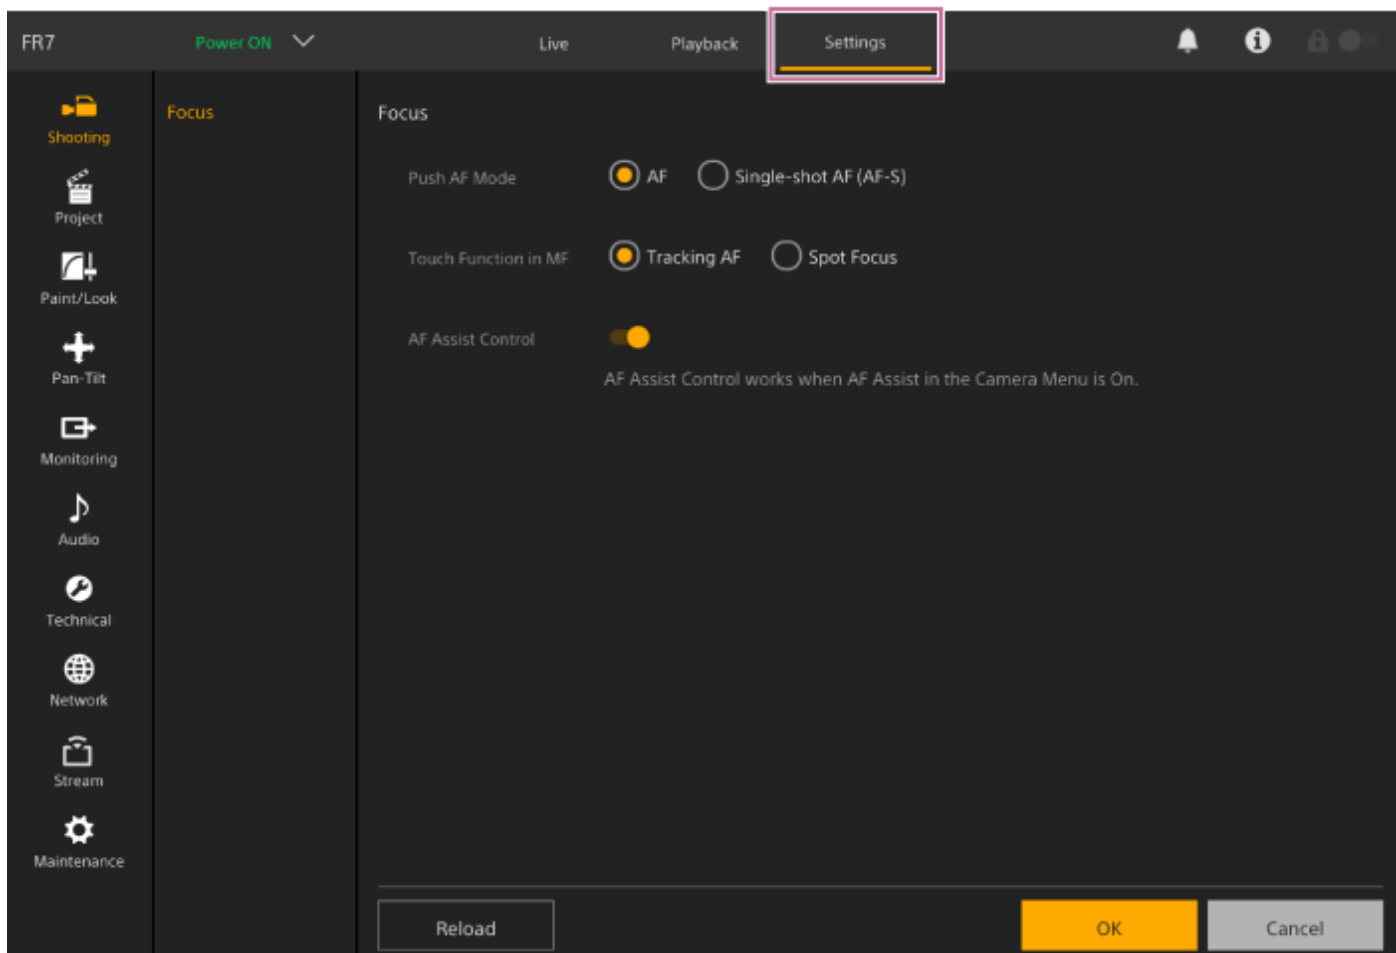 FR7
Power ON
Live
Playback
Settings
Shooting
Project
Paint/Look
Pan-Tilt
Monitoring
Audio
Technical
Network
Stream
Maintenance
Focus
Focus
Push AF Mode
AF
Single-shot AF (AF-S)
Touch Function in MF
Tracking AF
Spot Focus
AF Assist Control
AF Assist Control works when AF Assist in the Camera Menu is On.
Reload
OK
Cancel